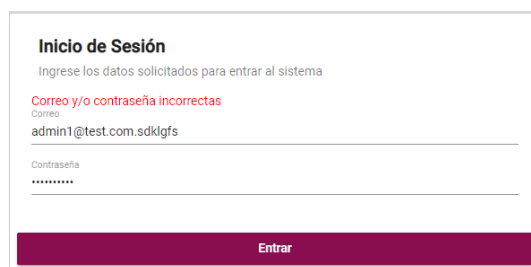 Inicio de Sesión
Ingrese los datos solicitados para entrar al sistema
Correo y/o contraseña incorrectas
Correo
admin1@test.com.sdklgfs
Contraseña
••••••••••
Entrar